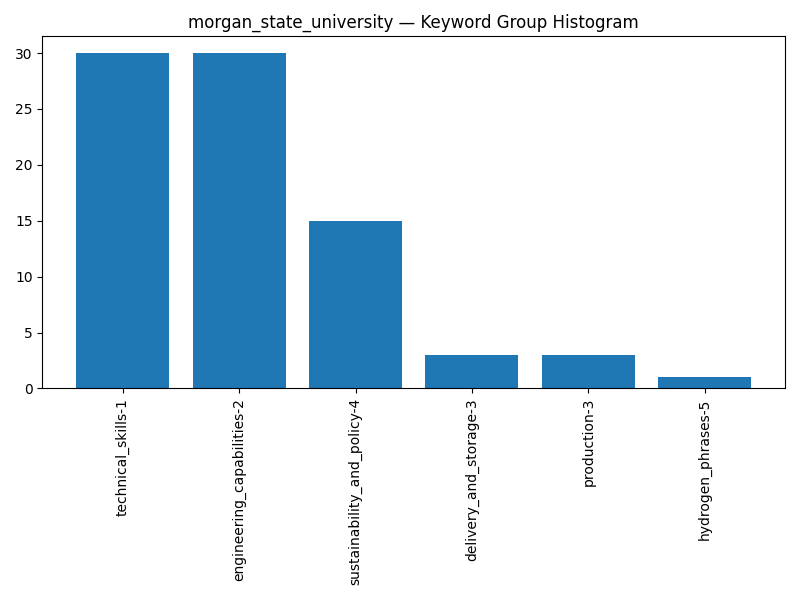 morgan_state_university — Keyword Group Histogram
30
25
20
15
10
5
0
technical_skills-1
engineering_capabilities-2
sustainability_and_policy-4
delivery_and_storage-3
production-3
hydrogen_phrases-5